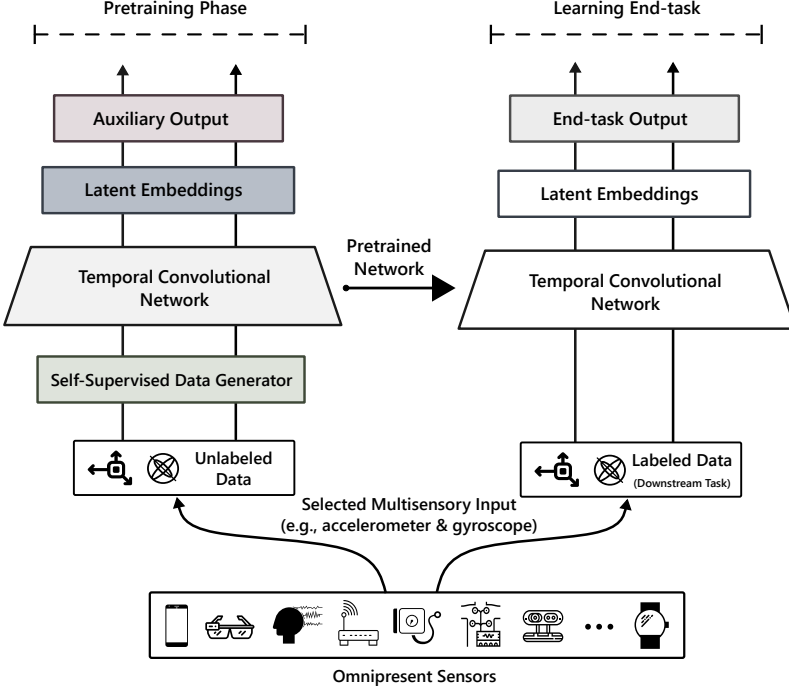 Pretraining Phase
Learning End-task
Auxiliary Output
End-task Output
Latent Embeddings
Latent Embeddings
Pretrained
Network
Temporal Convolutional
Network
Temporal Convolutional
Network
Self-Supervised Data Generator
Unlabeled
Data
Labeled Data
(Downstream Task)
Selected Multisensory Input
(e.g., accelerometer & gyroscope)
Omnipresent Sensors